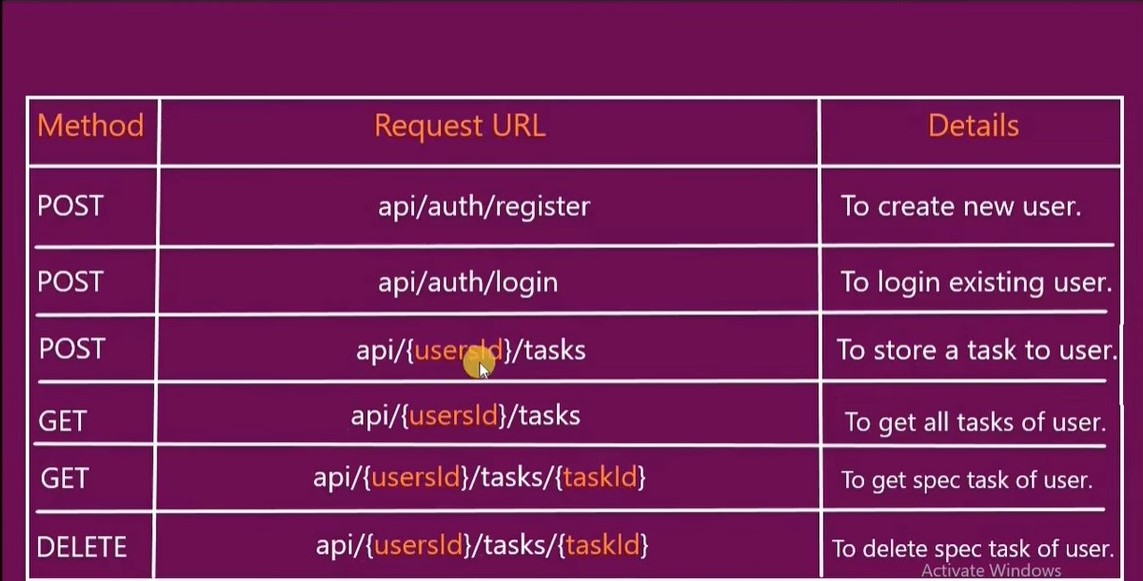 Method Request URL Details
POST api/auth/register To create new user.
POST api/auth/login To login existing user.
POST api/{usersId}/tasks To store a task to user.
GET api/{usersId}/tasks To get all tasks of user.
GET api/{usersId}/tasks/{taskId} To get spec task of user.
DELETE api/{usersId}/tasks/{taskId} To delete spec task of user.
Activate Windows